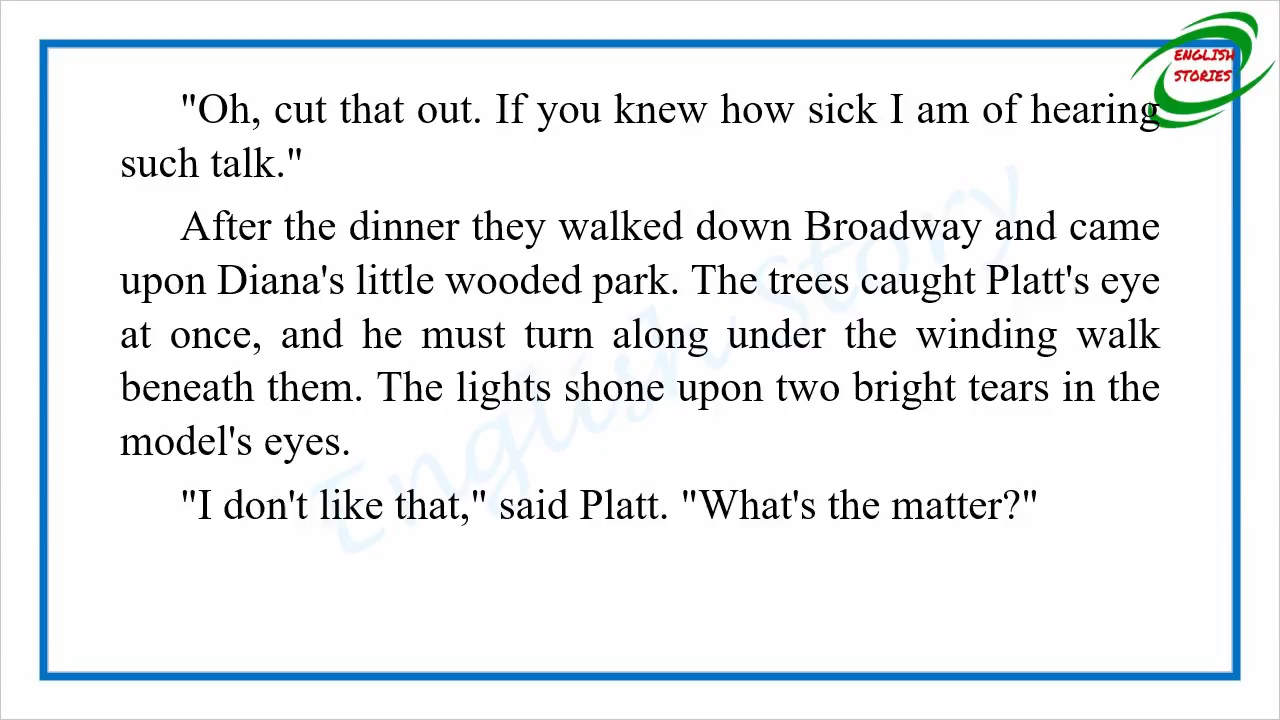 ENGLISH
STORIES
"Oh, cut that out. If you knew how sick I am of hearing
such talk."
After the dinner they walked down Broadway and came
upon Diana's little wooded park. The trees caught Platt's eye
at once, and he must turn along under the winding walk
beneath them. The lights shone upon two bright tears in the
model's eyes.
"I don't like that," said Platt. "What's the matter?"
English Story